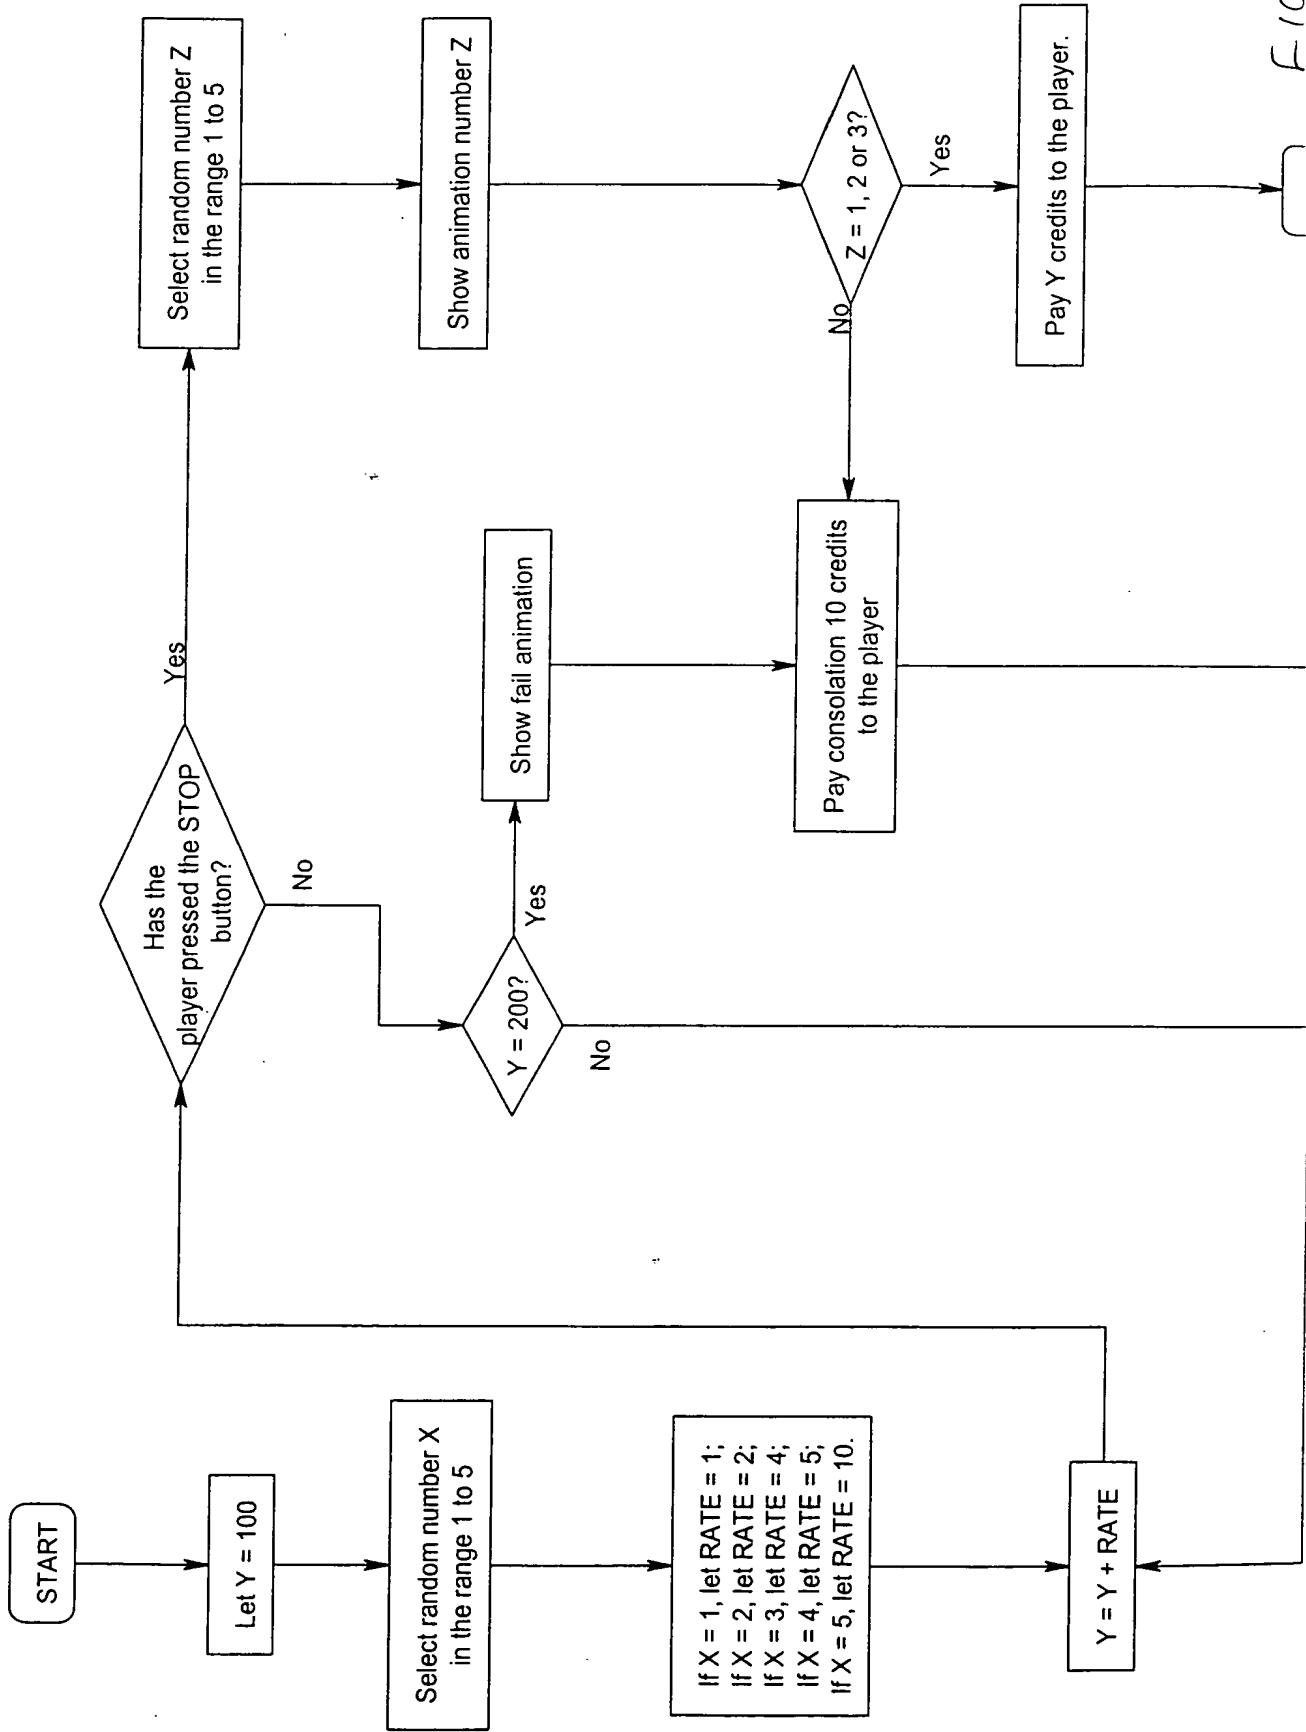 START
Let Y = 100
Select random number X
in the range 1 to 5
If X = 1, let RATE = 1;
If X = 2, let RATE = 2;
If X = 3, let RATE = 4;
If X = 4, let RATE = 5;
If X = 5, let RATE = 10.
Y = Y + RATE
Has the
player pressed the STOP
button?
Yes
No
Y = 200?
Yes
No
Show fail animation
Pay consolation 10 credits
to the player
Select random number Z
in the range 1 to 5
Show animation number Z
Z = 1, 2 or 3?
No
Yes
Pay Y credits to the player.